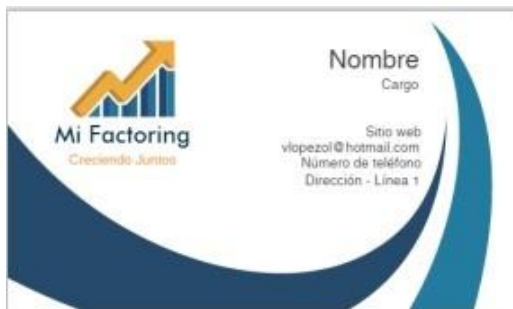 Mi Factoring
Creciendo Juntos
Nombre
Cargo
Sitio web
vlopezol@hotmail.com
Número de teléfono
Dirección - Línea 1